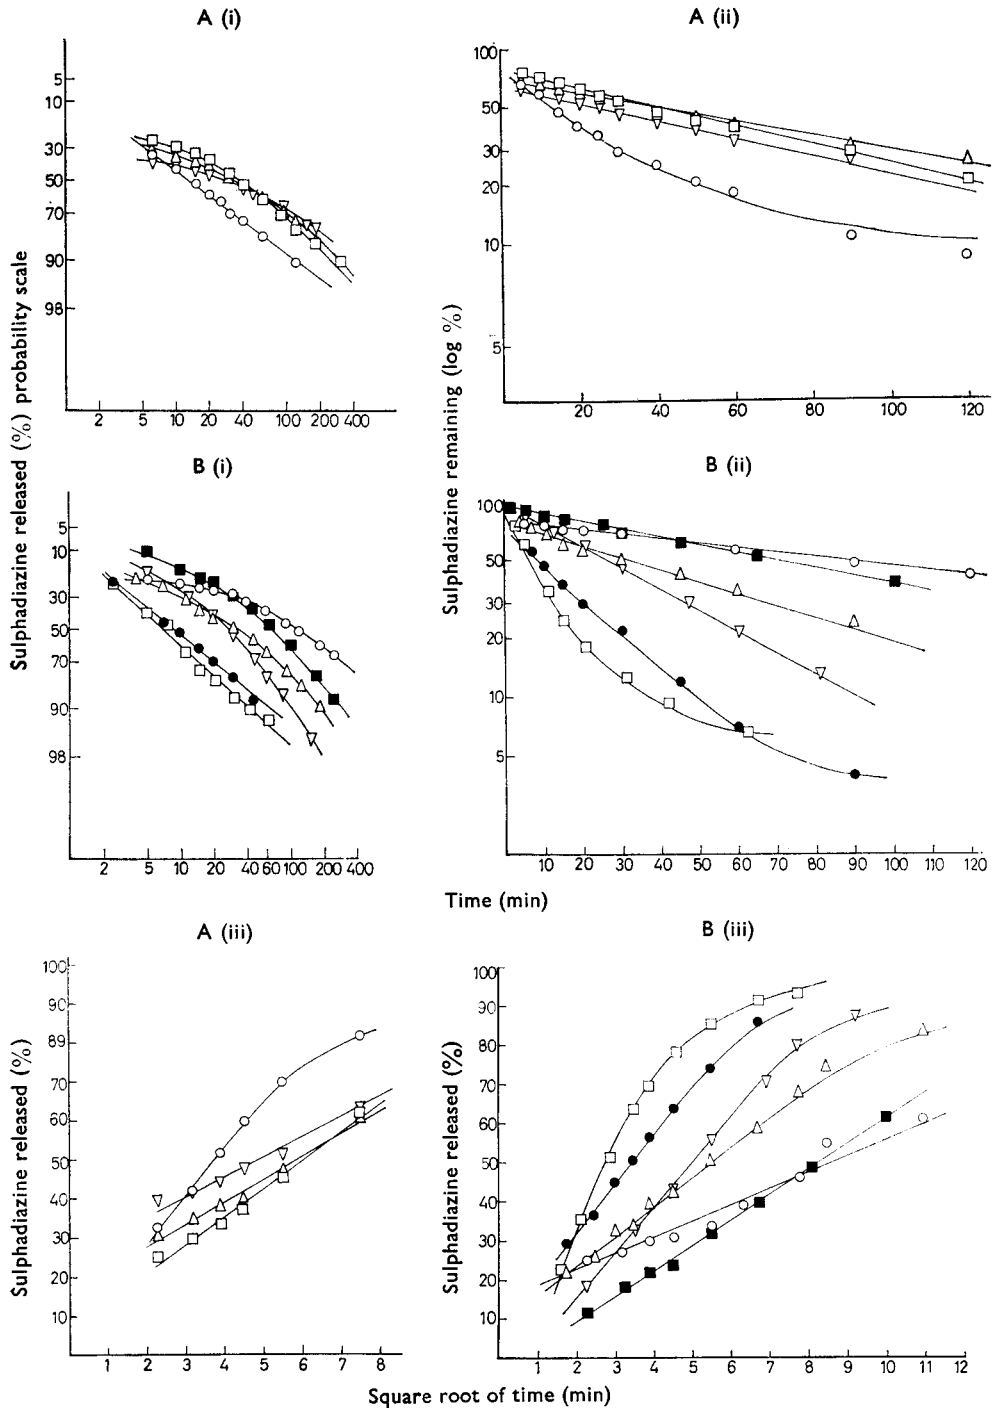 A (i)
5
10
30
50
70
90
98
2 5 10 20 40 100 200 400
A (ii)
100
50
30
20
10
5
20 40 60 80 100 120
Sulphadiazine released (%) probability scale
Sulphadiazine remaining (log %)
B (i)
5
10
30
50
70
90
98
2 5 10 20 40 60 100 200 400
B (ii)
100
50
30
20
10
5
10 20 30 40 50 60 70 80 90 100 110 120
Time (min)
A (iii)
100
90
89
70
60
50
40
30
20
10
1 2 3 4 5 6 7 8
Sulphadiazine released (%)
B (iii)
100
90
80
70
60
50
40
30
20
10
1 2 3 4 5 6 7 8 9 10 11 12
Sulphadiazine released (%)
Square root of time (min)